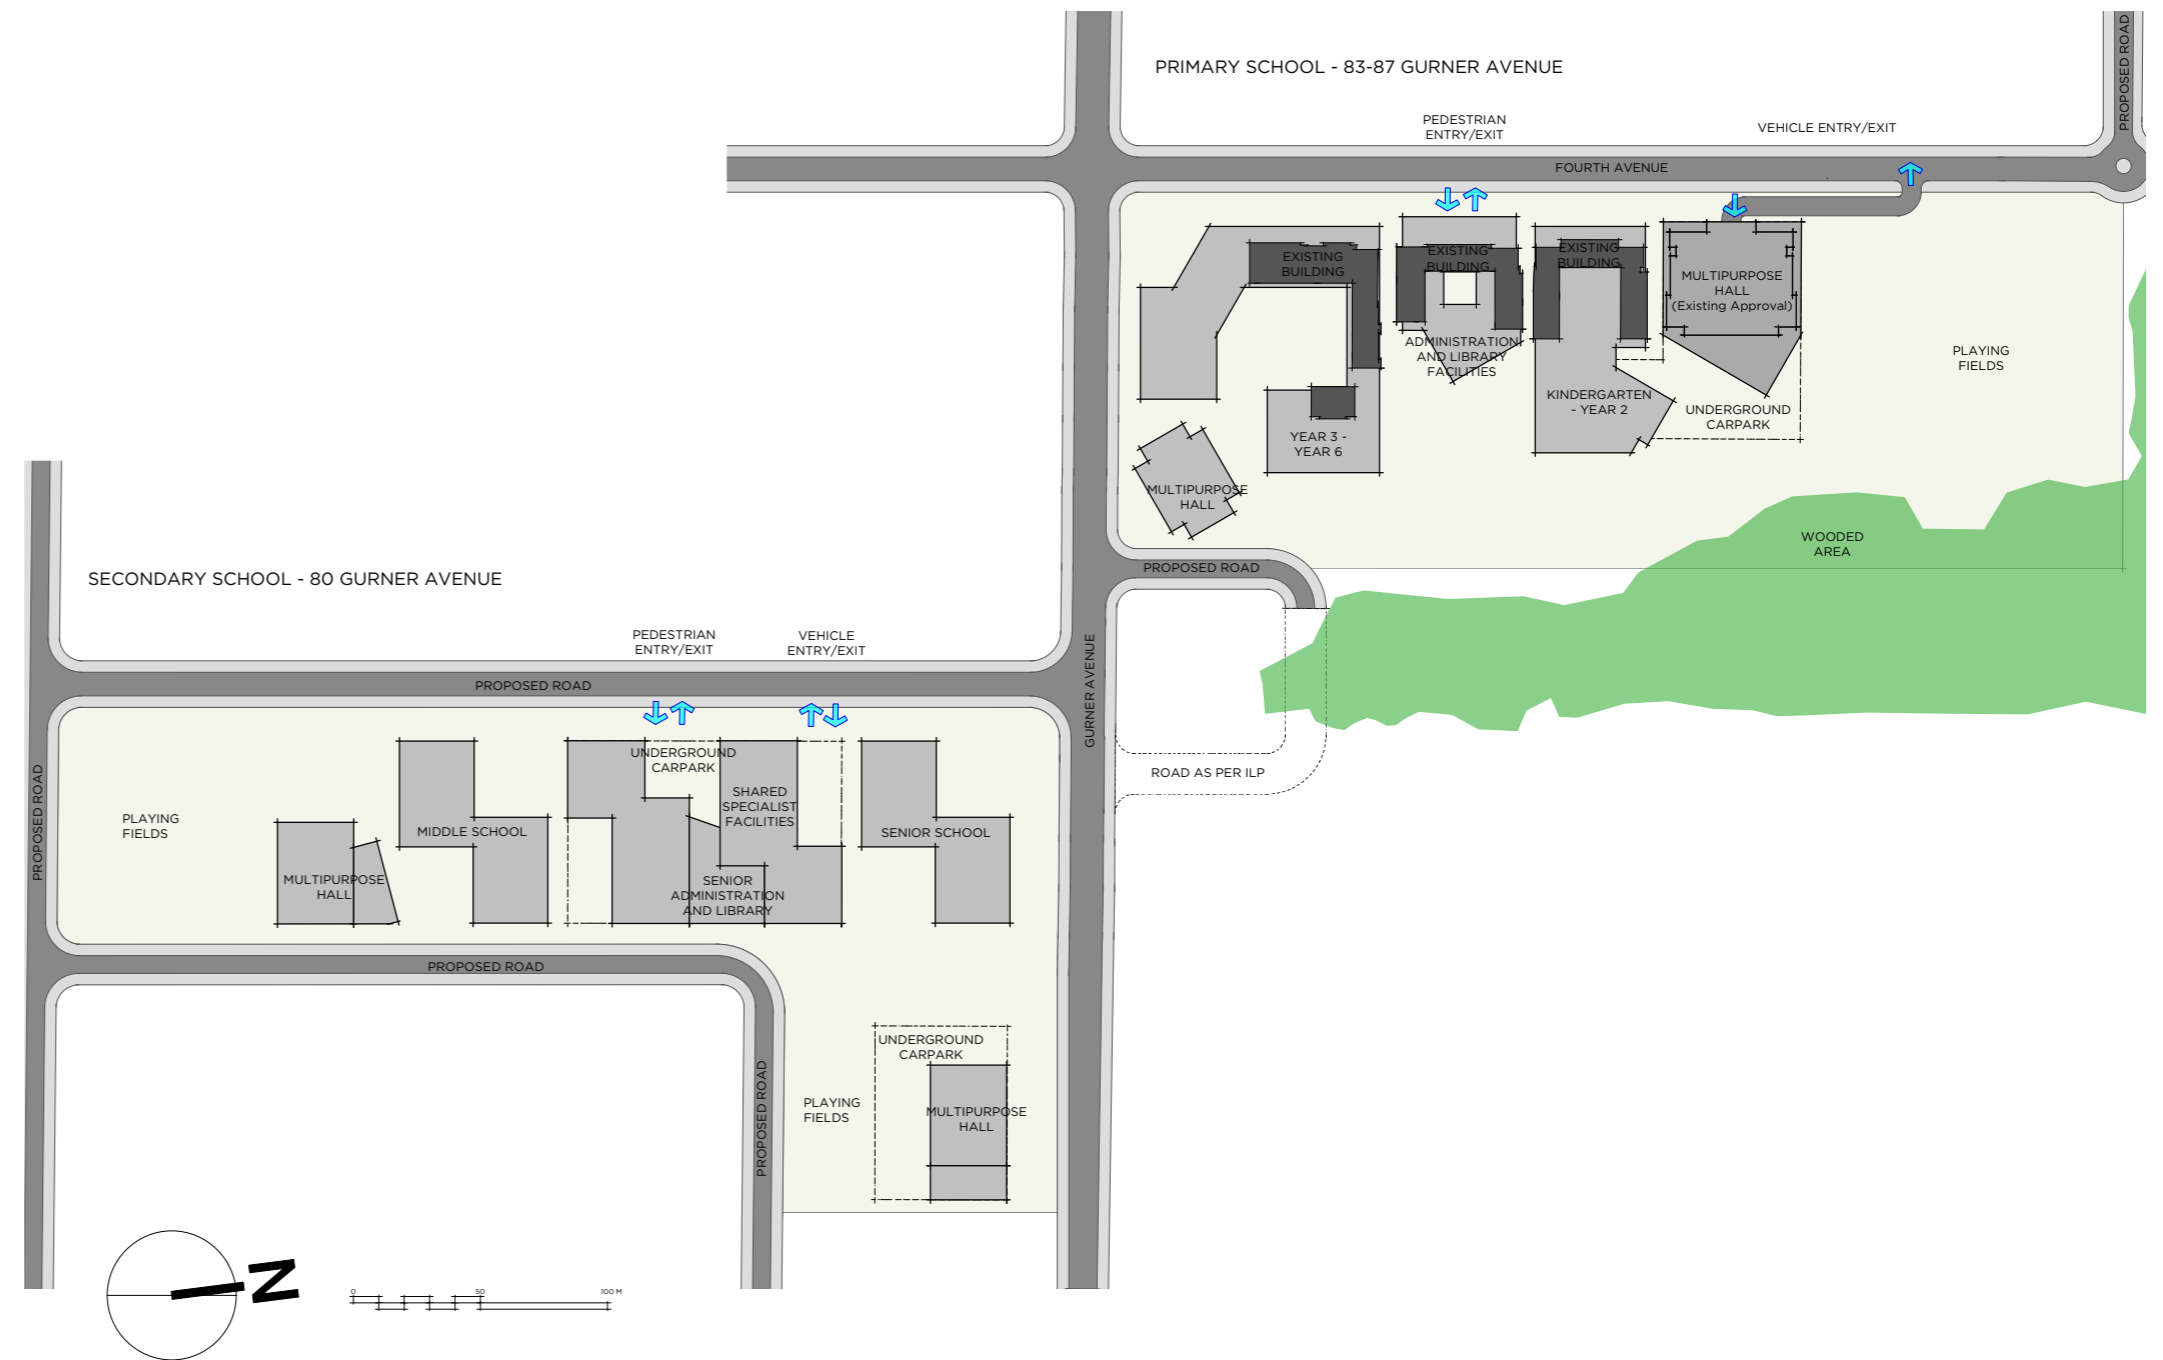 PROPOSED ROAD
PRIMARY SCHOOL - 83-87 GURNER AVENUE
PEDESTRIAN
ENTRY/EXIT
VEHICLE ENTRY/EXIT
FOURTH AVENUE
EXISTING
BUILDING
EXISTING
BUILDING
EXISTING
BUILDING
MULTIPURPOSE
HALL
(Existing Approval)
ADMINISTRATION
AND LIBRARY
FACILITIES
PLAYING
FIELDS
KINDERGARTEN
- YEAR 2
UNDERGROUND
CARPARK
YEAR 3 -
YEAR 6
MULTIPURPOSE
HALL
WOODED
AREA
PROPOSED ROAD
SECONDARY SCHOOL - 80 GURNER AVENUE
PEDESTRIAN
ENTRY/EXIT
VEHICLE
ENTRY/EXIT
PROPOSED ROAD
GURNER AVENUE
UNDERGROUND
CARPARK
ROAD AS PER ILP
SHARED
SPECIALIST
FACILITIES
PROPOSED ROAD
PLAYING
FIELDS
MIDDLE SCHOOL
SENIOR SCHOOL
MULTIPURPOSE
HALL
SENIOR
ADMINISTRATION
AND LIBRARY
PROPOSED ROAD
UNDERGROUND
CARPARK
PROPOSED ROAD
PLAYING
FIELDS
MULTIPURPOSE
HALL
N
0 50 100 M